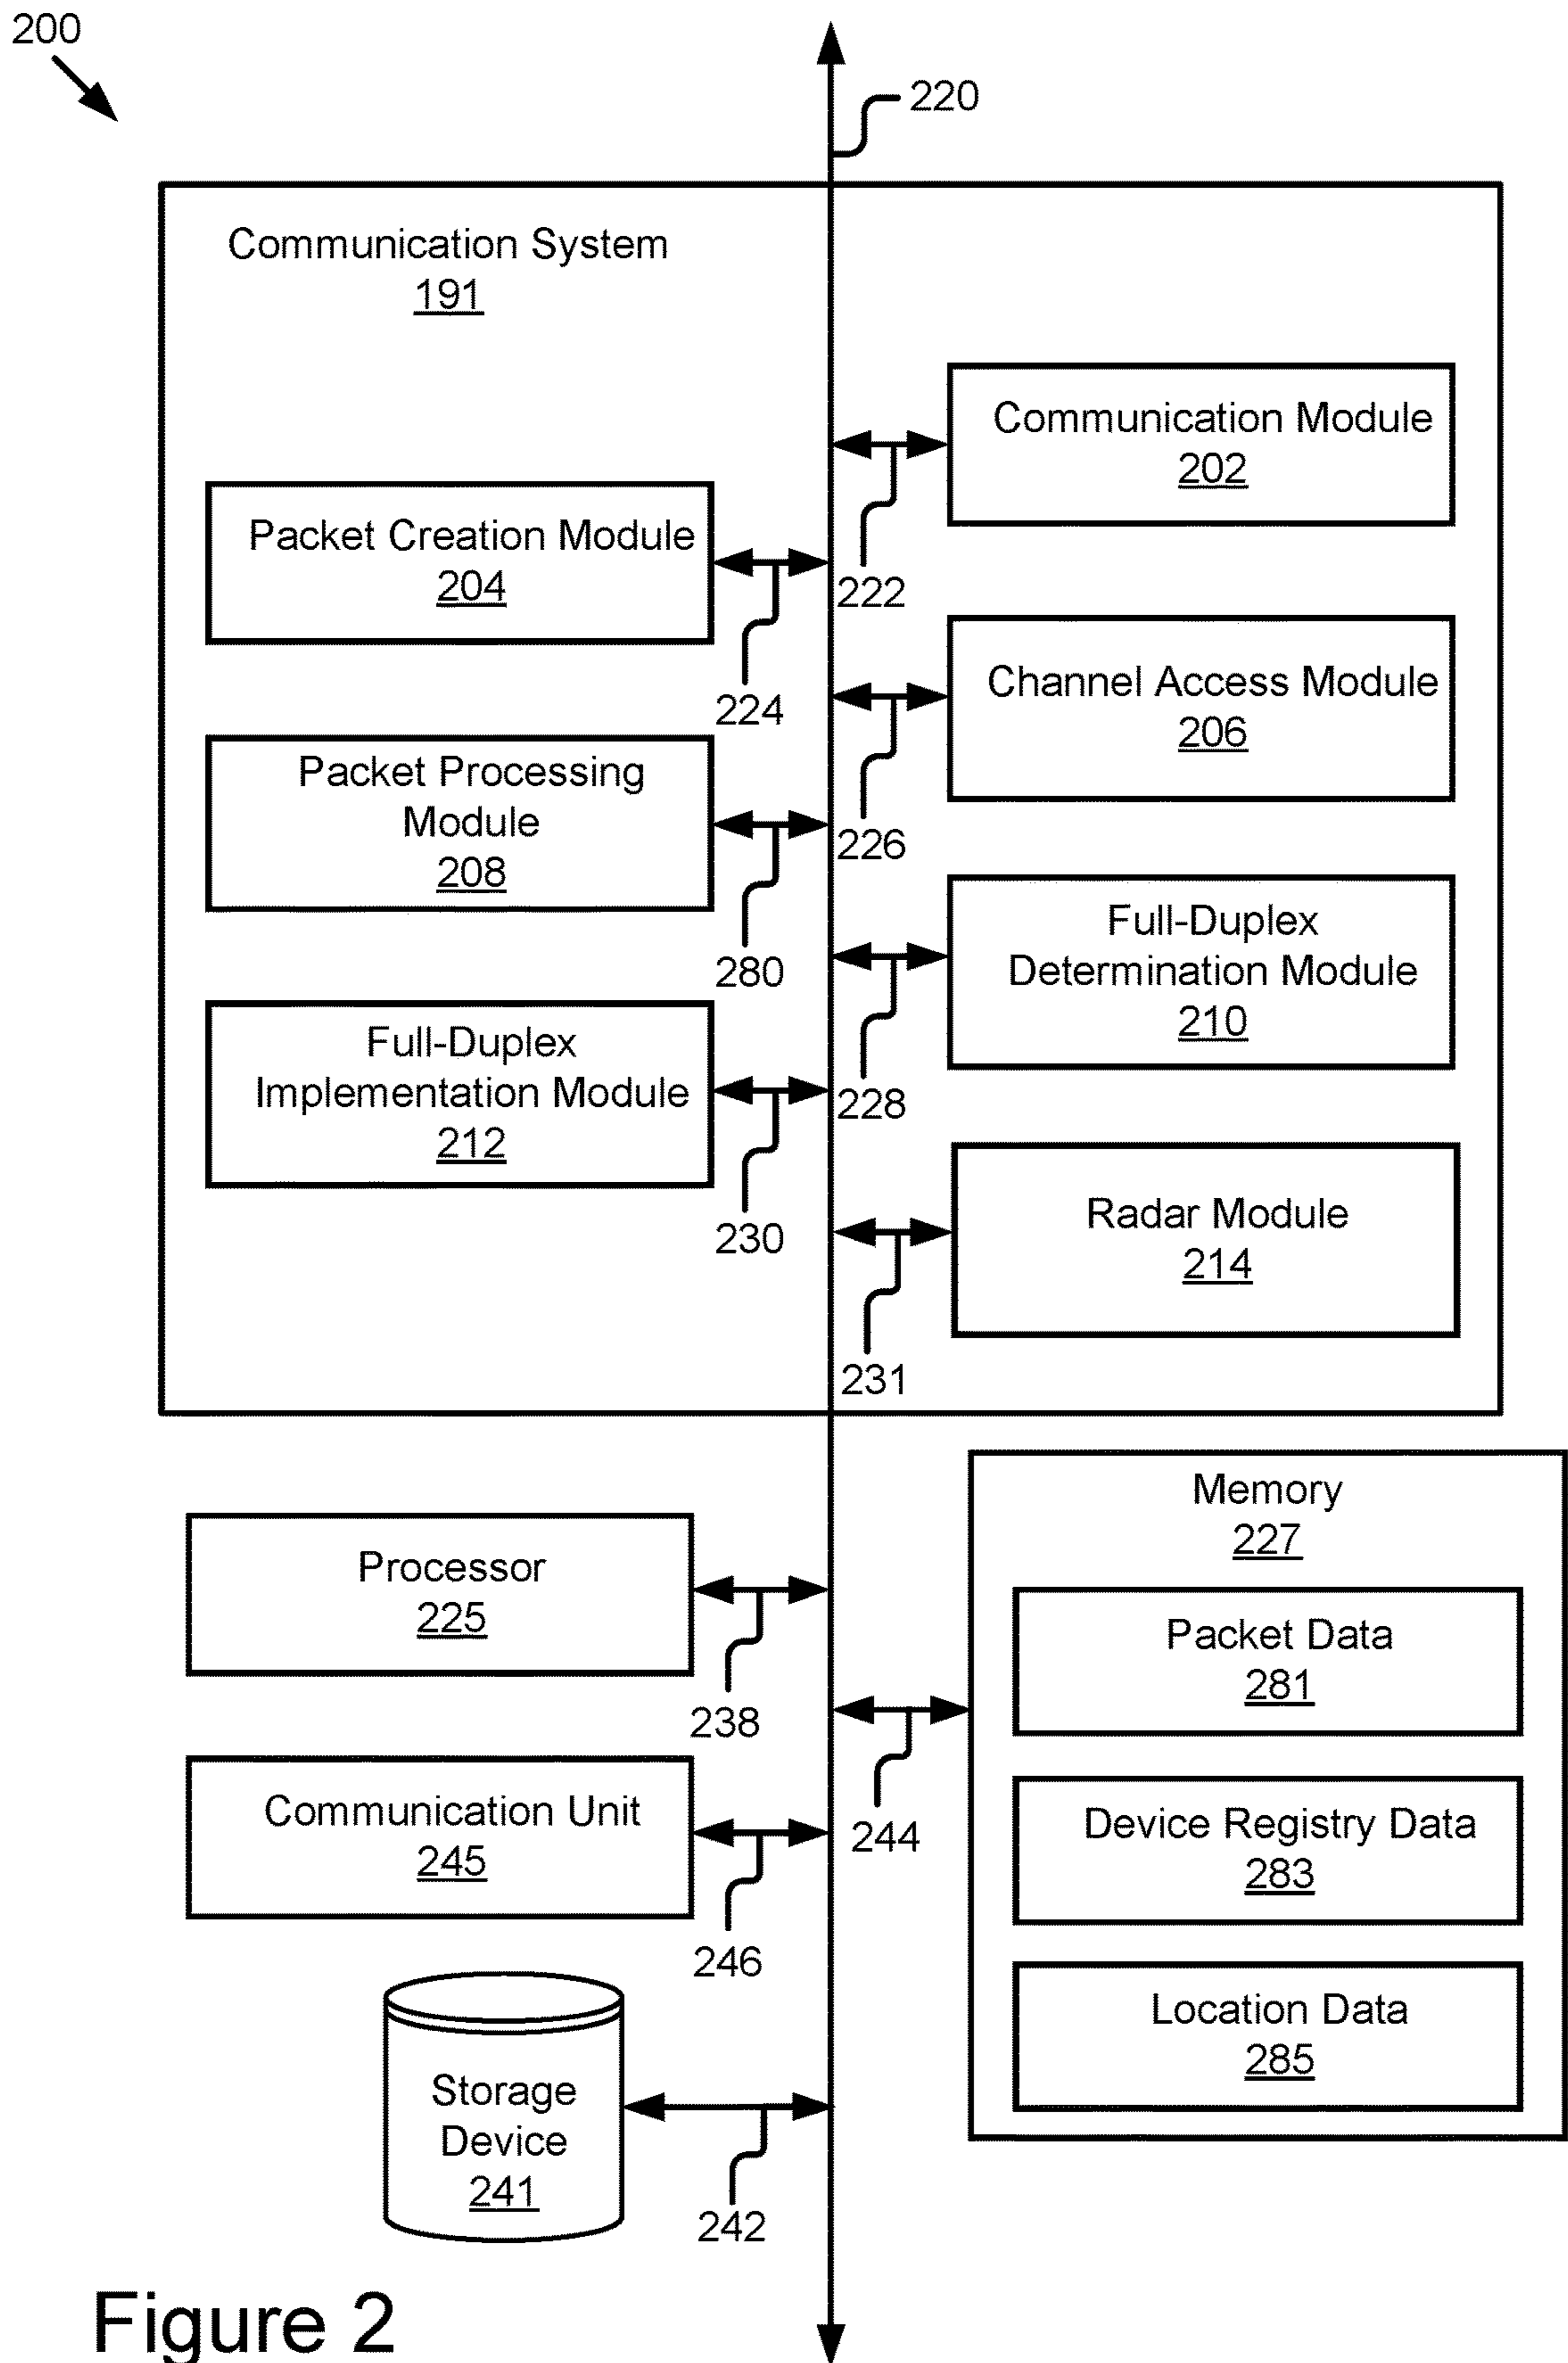 200
220
Communication System
191
Communication Module
202
222
Packet Creation Module
204
224
Channel Access Module
206
226
Packet Processing
Module
208
280
Full-Duplex
Determination Module
210
228
Full-Duplex
Implementation Module
212
230
Radar Module
214
231
Memory
227
Processor
225
238
Packet Data
281
244
Communication Unit
245
246
Device Registry Data
283
Location Data
285
Storage
Device
241
242
Figure 2